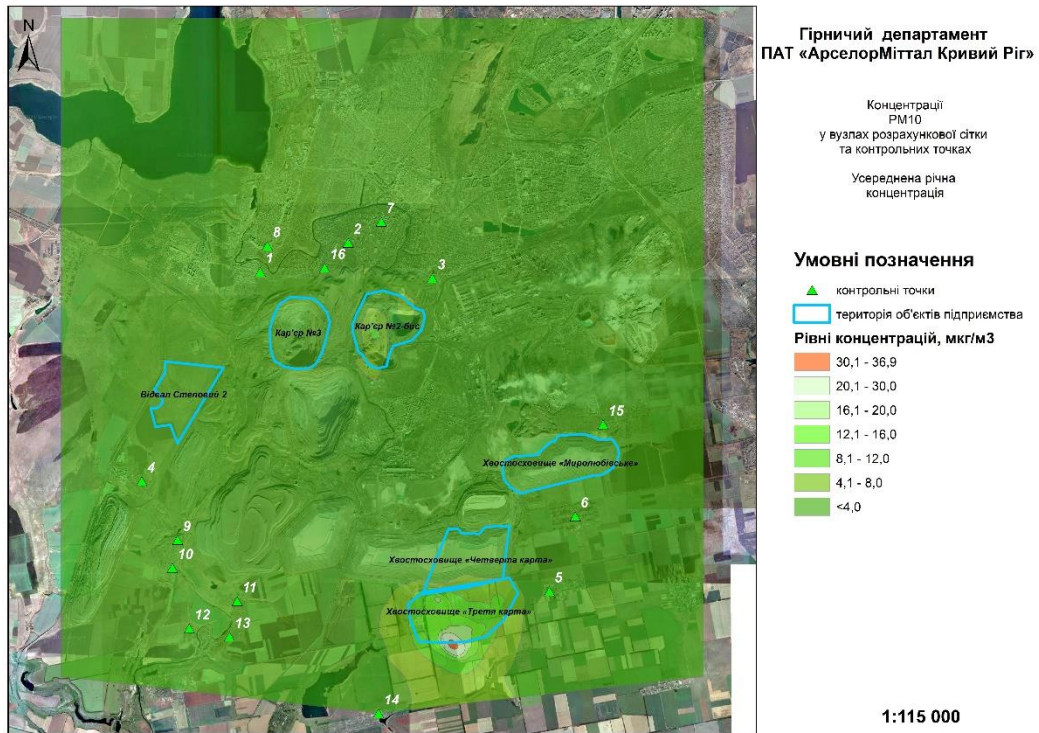 N
Гірничий департамент
ПАТ «АрселорМіттал Кривий Ріг»
Концентрації
PM10
у вузлах розрахункової сітки
та контрольних точках
Усереднена річна
концентрація
Умовні позначення
контрольні точки
територія об'єктів підприємства
Рівні концентрацій, мкг/м3
30,1 - 36,9
20,1 - 30,0
16,1 - 20,0
12,1 - 16,0
8,1 - 12,0
4,1 - 8,0
<4,0
1:115 000
7
2
8
1
16
3
Кар'єр №3
Кар'єр №2-біс
Відвал Степовий 2
15
Хвостосховище «Миролюбівське»
4
6
9
Хвостосховище «Четверта карта»
10
5
11
Хвостосховище «Третя карта»
12
13
14